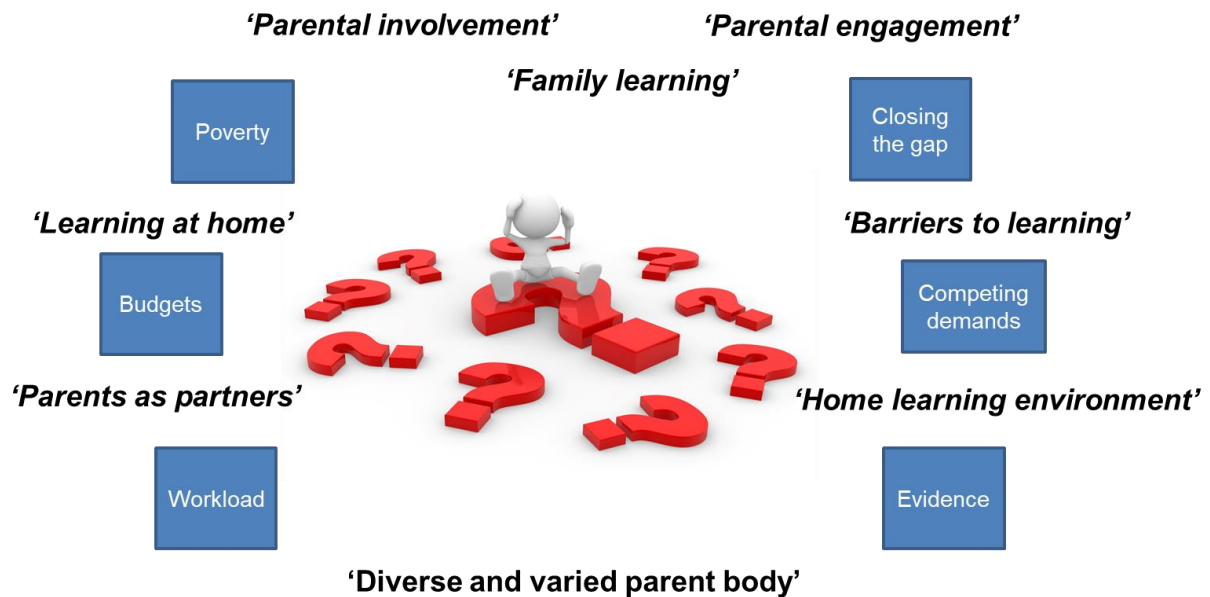 ‘Parental involvement’
‘Parental engagement’
‘Family learning’
Poverty
Closing
the gap
‘Learning at home’
‘Barriers to learning’
Budgets
Competing
demands
‘Parents as partners’
‘Home learning environment’
Workload
Evidence
‘Diverse and varied parent body’